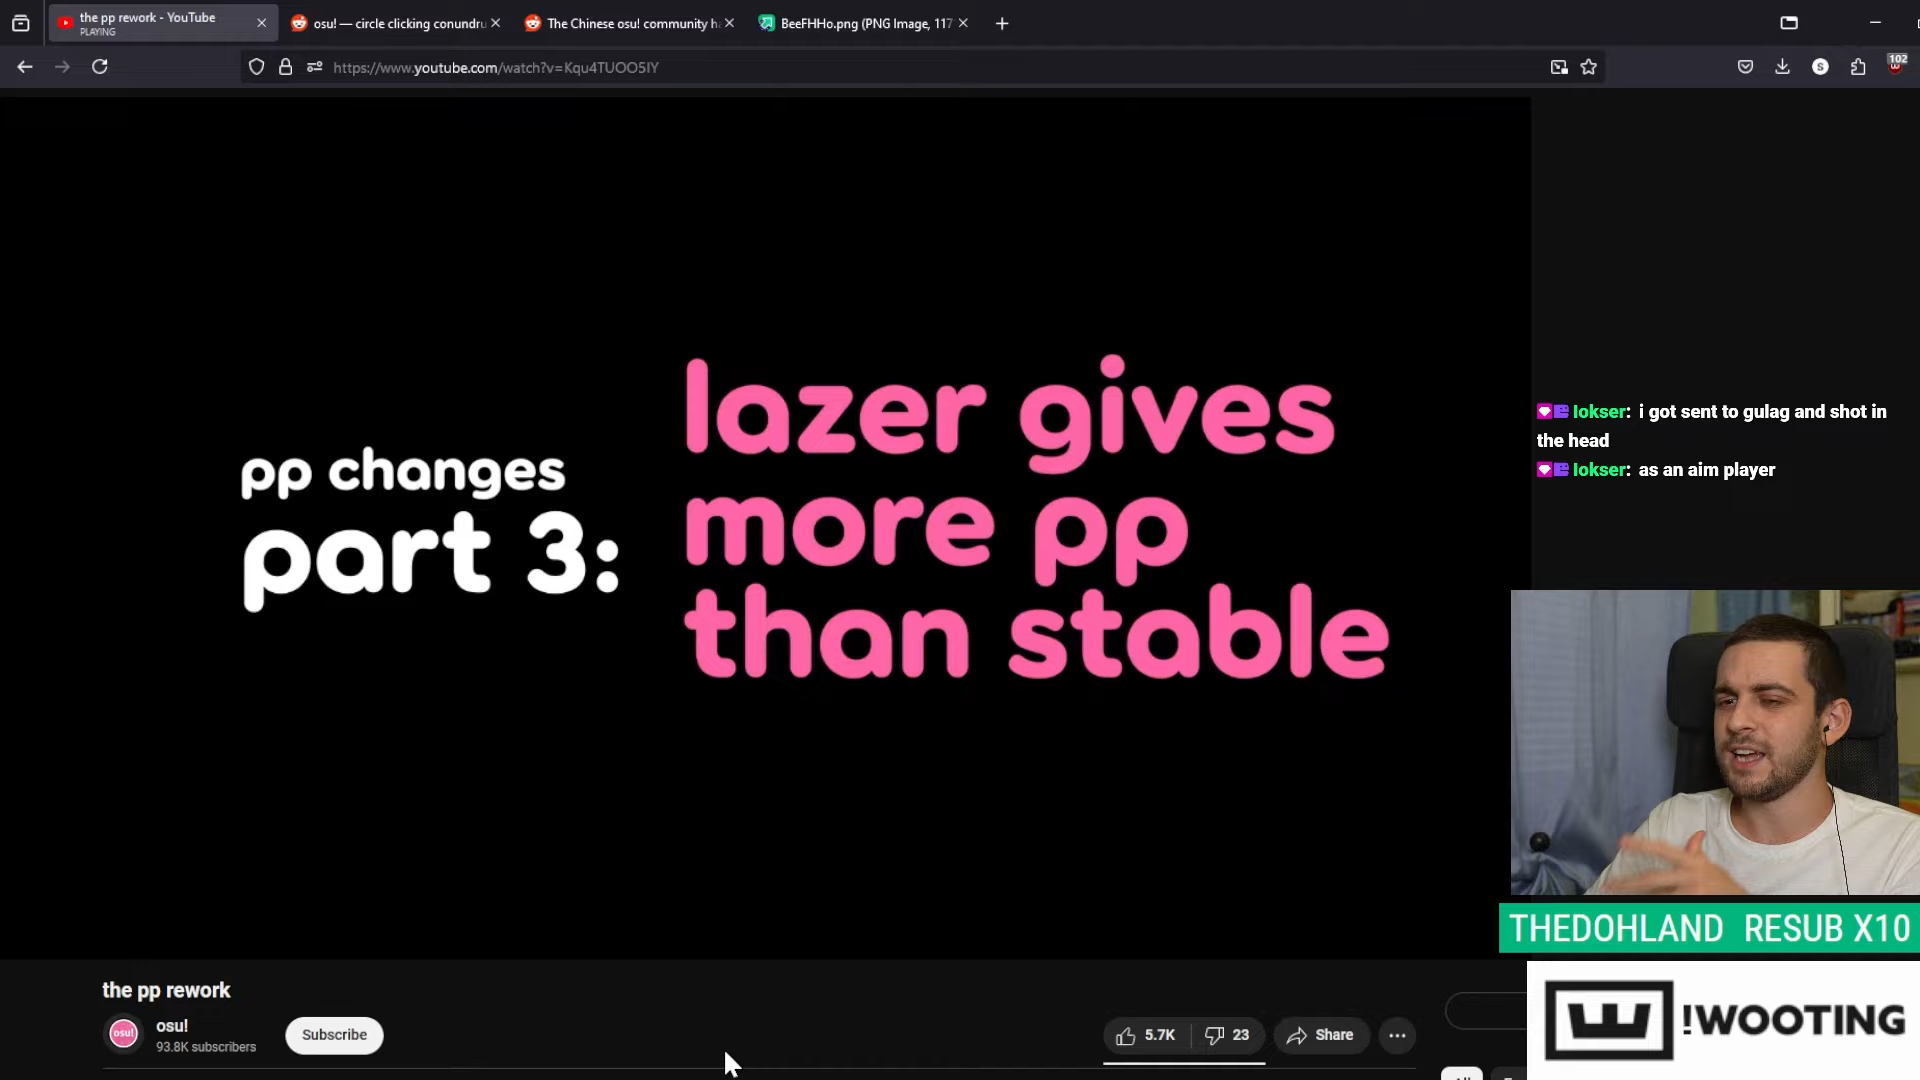 the pp rework - YouTube
PLAYING
osu! — circle clicking conundru
The Chinese osu! community h
BeeFHHo.png (PNG Image, 117
https://www.youtube.com/watch?v=Kqu4TUOO5IY
S
102
pp changes
part 3:
lazer gives
more pp
than stable
lokser: i got sent to gulag and shot in
the head
lokser: as an aim player
THEDOHLAND RESUB X10
!WOOTING
the pp rework
osu!
osu!
93.8K subscribers
Subscribe
5.7K
23
Share